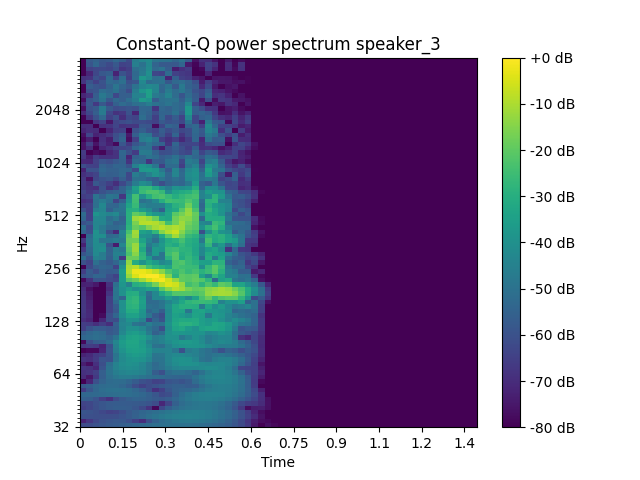 Constant-Q power spectrum speaker_3
Hz
2048
1024
512
256
128
64
32
0 0.15 0.3 0.45 0.6 0.75 0.9 1.1 1.2 1.4
Time
+0 dB
-10 dB
-20 dB
-30 dB
-40 dB
-50 dB
-60 dB
-70 dB
-80 dB